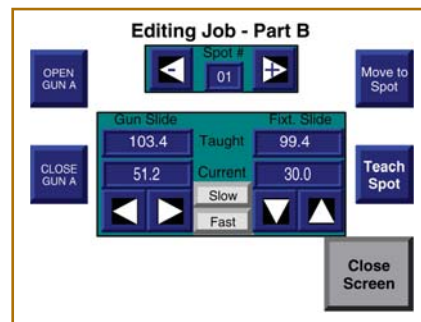 Editing Job - Part B
Spot #
OPEN
GUN A
-
01
+
Move to
Spot
Gun Slide
Fixt. Slide
103.4
Taught
99.4
CLOSE
GUN A
51.2
Current
30.0
Teach
Spot
Slow
Fast
Close
Screen